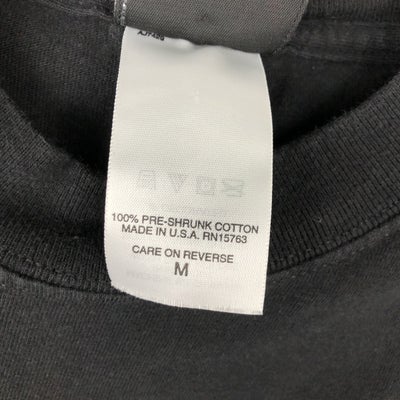 100% PRE-SHRUNK COTTON
MADE IN U.S.A. RN15763
CARE ON REVERSE
M